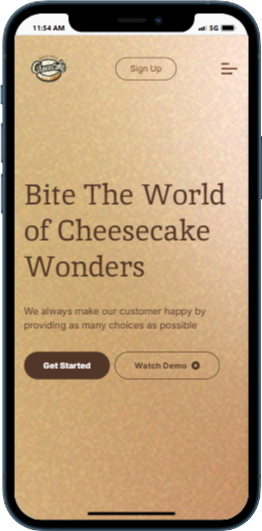 11:54 AM
5G
CheeCake
Sign Up
Bite The World
of Cheesecake
Wonders
We always make our customer happy by
providing as many choices as possible
Get Started
Watch Demo